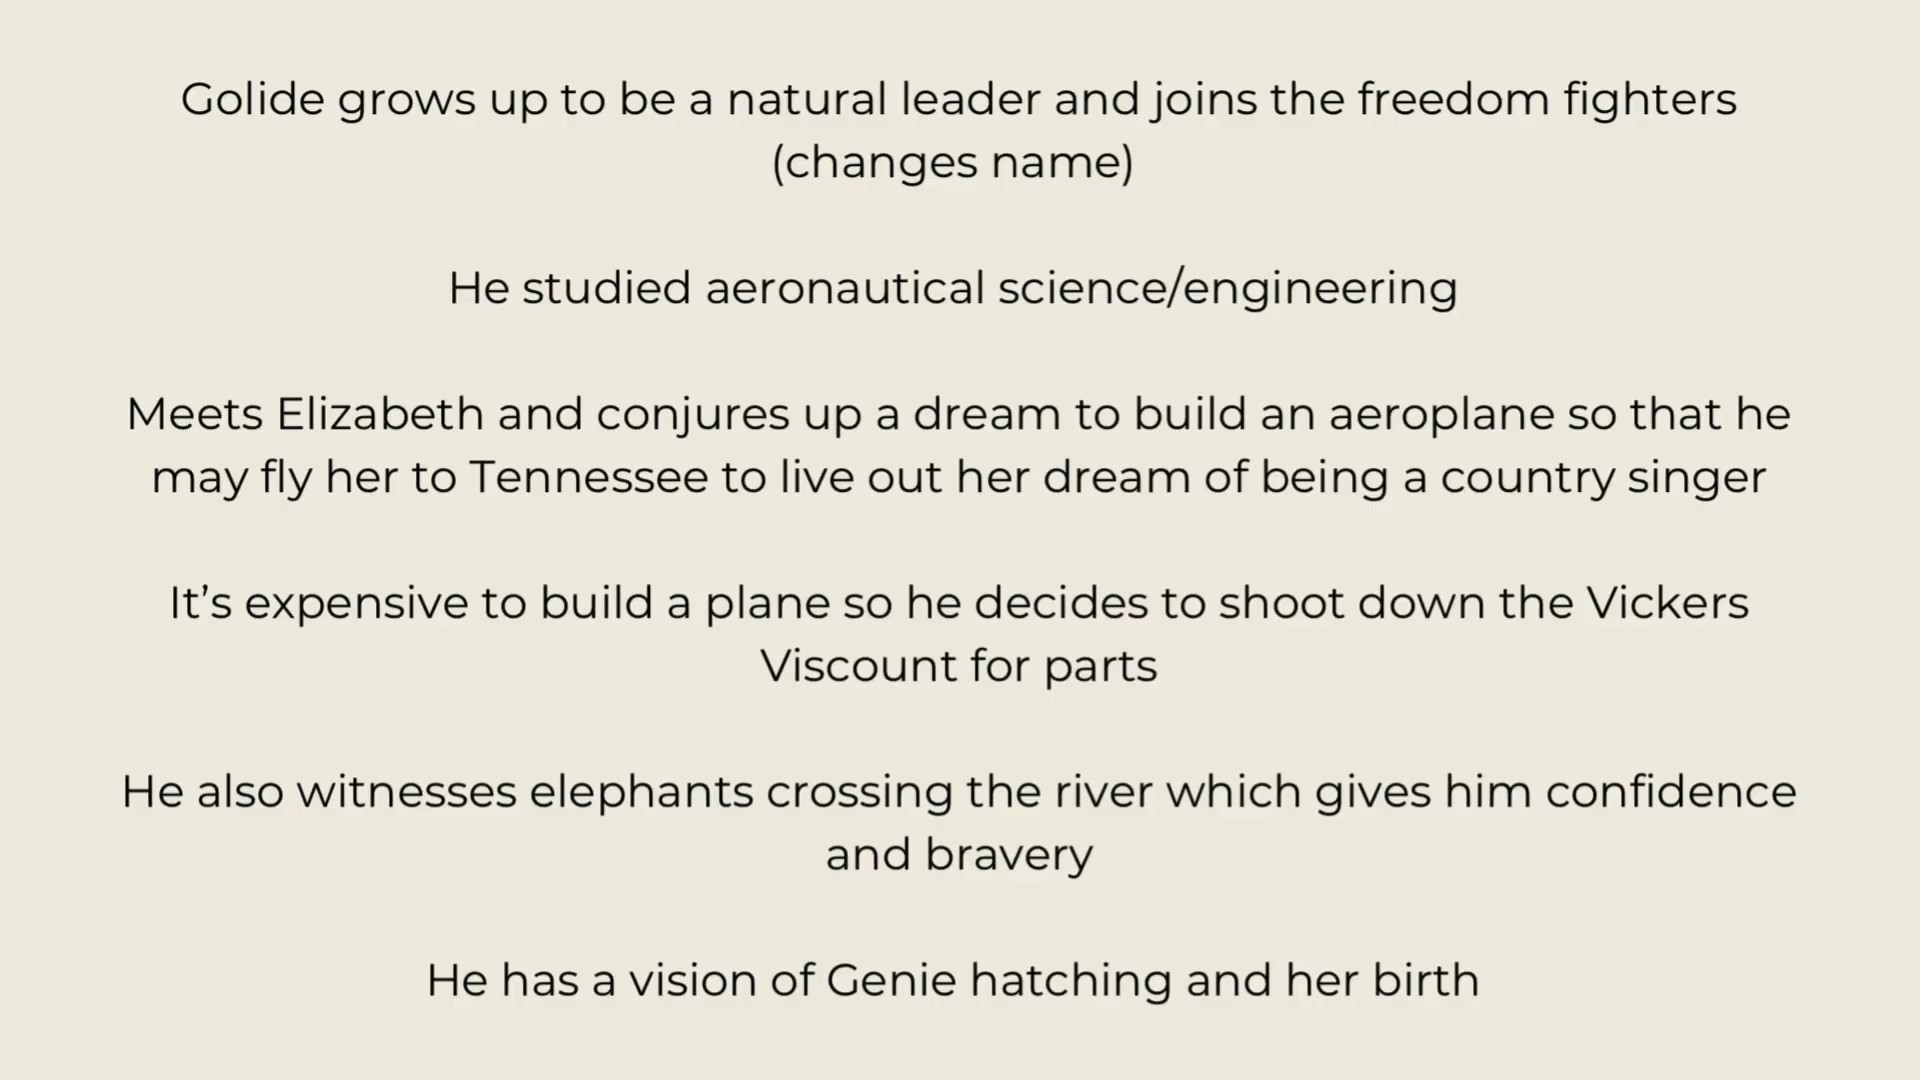 Golide grows up to be a natural leader and joins the freedom fighters
(changes name)
He studied aeronautical science/engineering
Meets Elizabeth and conjures up a dream to build an aeroplane so that he
may fly her to Tennessee to live out her dream of being a country singer
It’s expensive to build a plane so he decides to shoot down the Vickers
Viscount for parts
He also witnesses elephants crossing the river which gives him confidence
and bravery
He has a vision of Genie hatching and her birth